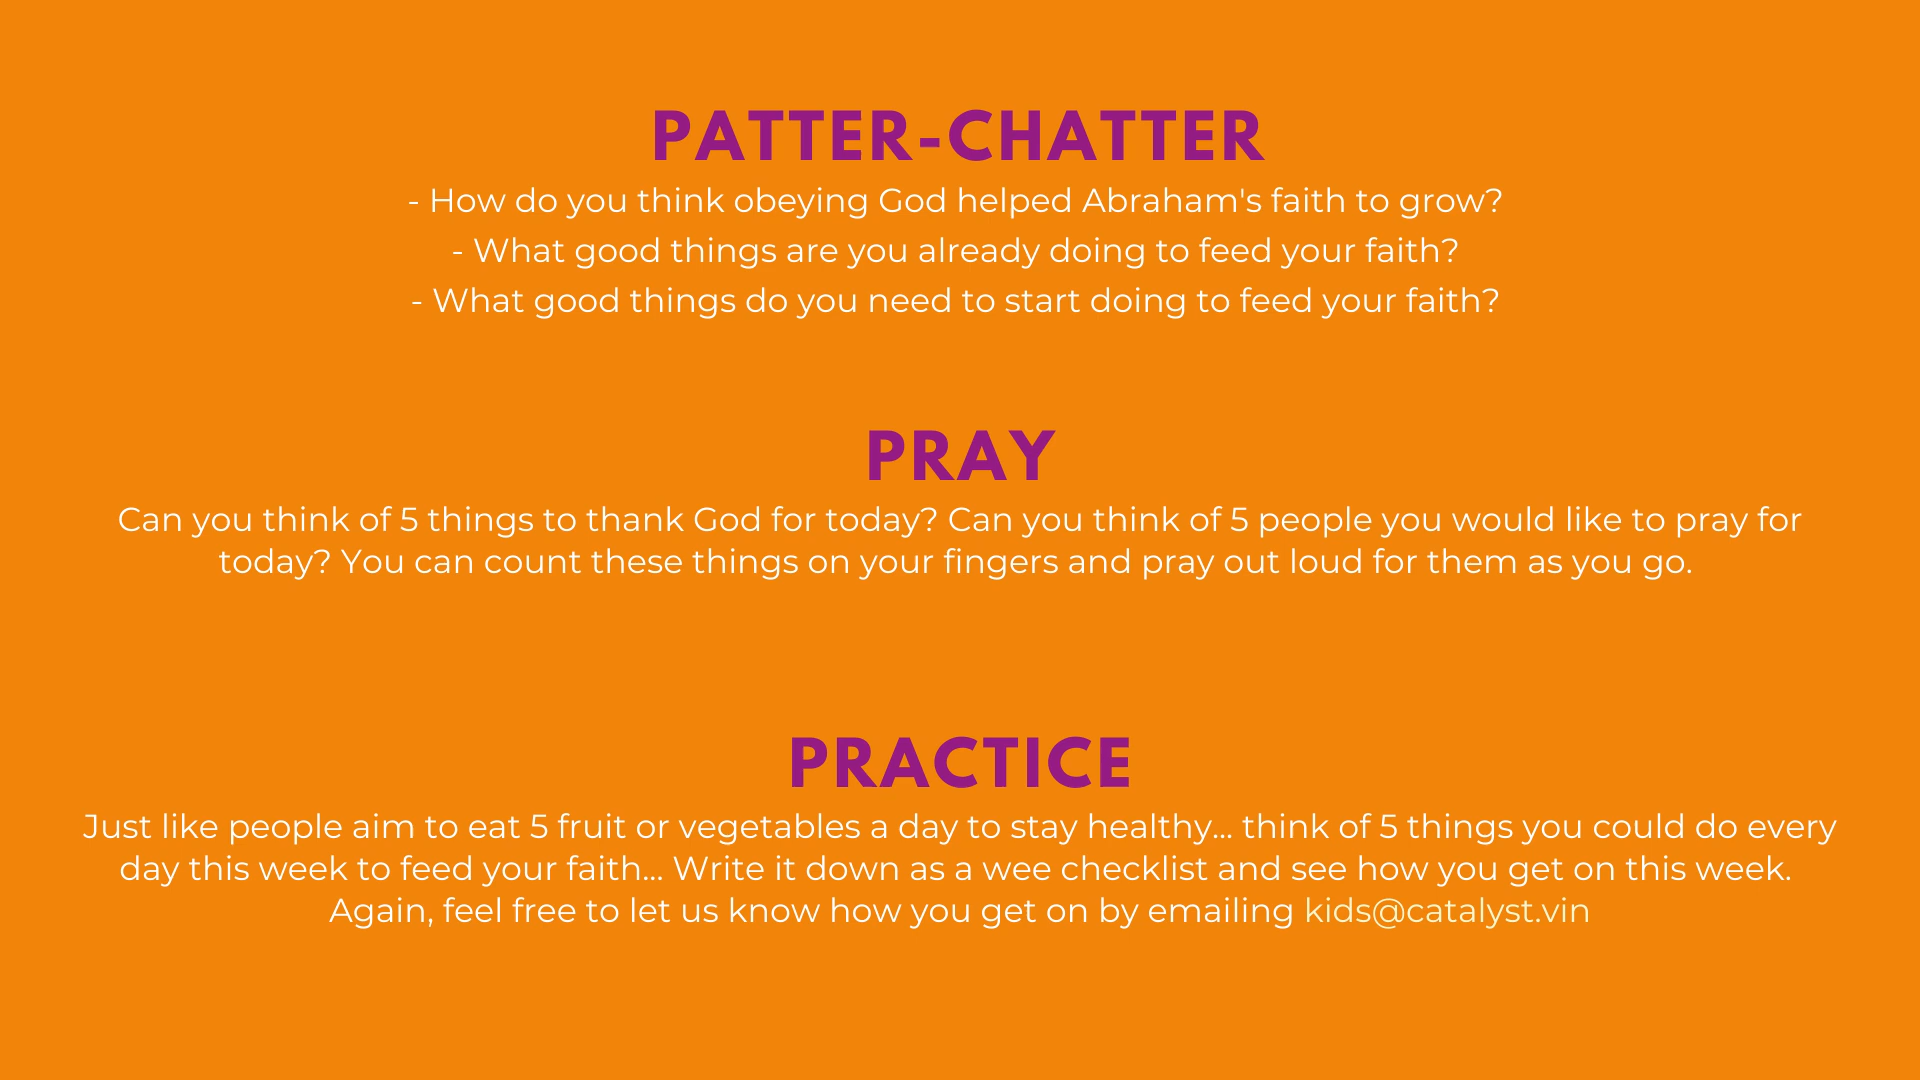 PATTER-CHATTER
- How do you think obeying God helped Abraham's faith to grow?
- What good things are you already doing to feed your faith?
- What good things do you need to start doing to feed your faith?
PRAY
Can you think of 5 things to thank God for today? Can you think of 5 people you would like to pray for
today? You can count these things on your fingers and pray out loud for them as you go.
PRACTICE
Just like people aim to eat 5 fruit or vegetables a day to stay healthy... think of 5 things you could do every
day this week to feed your faith... Write it down as a wee checklist and see how you get on this week.
Again, feel free to let us know how you get on by emailing kids@catalyst.vin